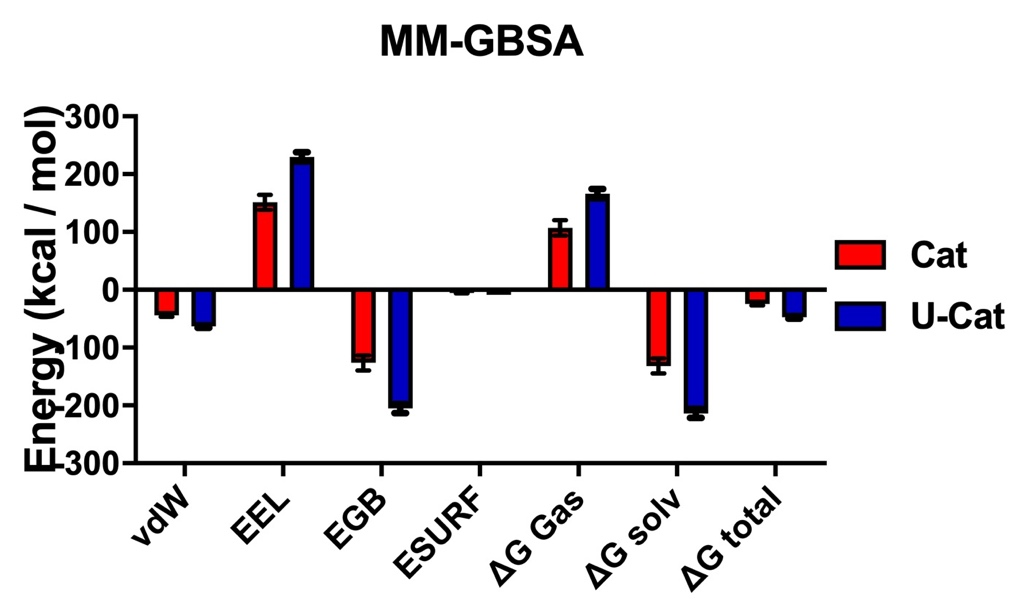 MM-GBSA
Energy (kcal / mol)
300
200
100
0
-100
-200
-300
vdW
EEL
EGB
ESURF
ΔG Gas
ΔG solv
ΔG total
Cat
U-Cat